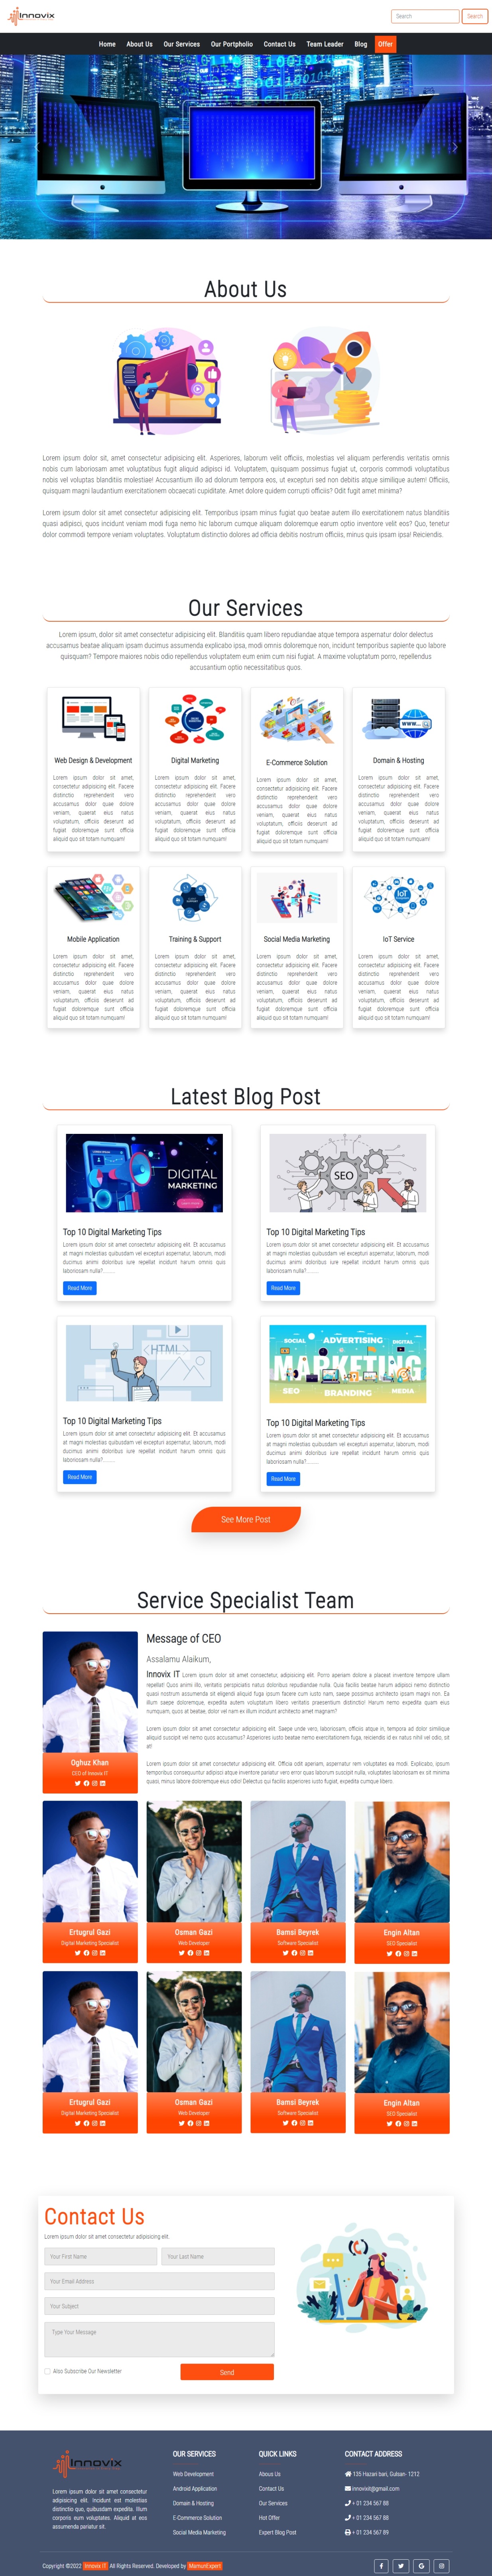 Innovix
Search
Search
Home About Us Our Services Our Portpholio Contact Us Team Leader Blog Offer
About Us
Lorem ipsum dolor sit, amet consectetur adipisicing elit. Asperiores, laborum velit officiis, molestias vel aliquam perferendis veritatis omnis
nobis cum laboriosam amet voluptatibus fugit aliquid adipisci id. Voluptatem, quisquam possimus fugiat ut, corporis commodi voluptatibus
nobis vel voluptas blanditiis molestiae! Accusantium illo ad dolorum tempora eos, ut excepturi sed non debitis atque similique autem! Officiis,
quisquam magni laudantium exercitationem obcaecati cupiditate. Amet dolore quidem corrupti officiis? Odit fugit amet minima?
Lorem ipsum dolor sit amet consectetur adipisicing elit. Temporibus ipsam minus fugiat quo beatae autem illo exercitationem natus blanditiis
quasi adipisci, quos incidunt veniam modi fuga nemo hic laborum cumque aliquam doloremque earum optio inventore velit eos? Quo, tenetur
dolor commodi tempore veniam voluptates. Voluptatum distinctio dolores ad officia debitis nostrum officiis, minus quis ipsam ipsa! Reiciendis.
Our Services
Lorem ipsum, dolor sit amet consectetur adipisicing elit. Blanditiis quam libero repudiandae atque tempora aspernatur dolor delectus
accusamus beatae aliquam ipsam ducimus assumenda explicabo ipsa, modi omnis doloremque non, incidunt temporibus sapiente quo labore
quisquam? Tempore maiores nobis odio repellendus voluptatem eum enim cum nisi fugiat. A maxime voluptatum porro, repellendus
accusantium optio necessitatibus quos.
Web Design & Development
Lorem ipsum dolor sit amet,
consectetur adipisicing elit. Facere
distinctio reprehenderit vero
accusamus dolor quae dolore
veniam, quaerat eius natus
voluptatum, officiis deserunt ad
fugiat doloremque sunt officia
aliquid quo sit totam numquam!
Digital Marketing
Lorem ipsum dolor sit amet,
consectetur adipisicing elit. Facere
distinctio reprehenderit vero
accusamus dolor quae dolore
veniam, quaerat eius natus
voluptatum, officiis deserunt ad
fugiat doloremque sunt officia
aliquid quo sit totam numquam!
E-Commerce Solution
Lorem ipsum dolor sit amet,
consectetur adipisicing elit. Facere
distinctio reprehenderit vero
accusamus dolor quae dolore
veniam, quaerat eius natus
voluptatum, officiis deserunt ad
fugiat doloremque sunt officia
aliquid quo sit totam numquam!
WWW...
Domain & Hosting
Lorem ipsum dolor sit amet,
consectetur adipisicing elit. Facere
distinctio reprehenderit vero
accusamus dolor quae dolore
veniam, quaerat eius natus
voluptatum, officiis deserunt ad
fugiat doloremque sunt officia
aliquid quo sit totam numquam!
Mobile Application
Lorem ipsum dolor sit amet,
consectetur adipisicing elit. Facere
distinctio reprehenderit vero
accusamus dolor quae dolore
veniam, quaerat eius natus
voluptatum, officiis deserunt ad
fugiat doloremque sunt officia
aliquid quo sit totam numquam!
Training & Support
Lorem ipsum dolor sit amet,
consectetur adipisicing elit. Facere
distinctio reprehenderit vero
accusamus dolor quae dolore
veniam, quaerat eius natus
voluptatum, officiis deserunt ad
fugiat doloremque sunt officia
aliquid quo sit totam numquam!
Social Media Marketing
Lorem ipsum dolor sit amet,
consectetur adipisicing elit. Facere
distinctio reprehenderit vero
accusamus dolor quae dolore
veniam, quaerat eius natus
voluptatum, officiis deserunt ad
fugiat doloremque sunt officia
aliquid quo sit totam numquam!
IoT
IoT Service
Lorem ipsum dolor sit amet,
consectetur adipisicing elit. Facere
distinctio reprehenderit vero
accusamus dolor quae dolore
veniam, quaerat eius natus
voluptatum, officiis deserunt ad
fugiat doloremque sunt officia
aliquid quo sit totam numquam!
Latest Blog Post
DIGITAL
MARKETING
Top 10 Digital Marketing Tips
Lorem ipsum dolor sit amet consectetur adipisicing elit. Et accusamus
at magni molestias quibusdam vel excepturi aspernatur, laborum, modi
ducimus animi doloribus iure repellat incidunt harum omnis quis
laboriosam nulla?..........
Read More
SEO
Top 10 Digital Marketing Tips
Lorem ipsum dolor sit amet consectetur adipisicing elit. Et accusamus
at magni molestias quibusdam vel excepturi aspernatur, laborum, modi
ducimus animi doloribus iure repellat incidunt harum omnis quis
laboriosam nulla?..........
Read More
HTML
Top 10 Digital Marketing Tips
Lorem ipsum dolor sit amet consectetur adipisicing elit. Et accusamus
at magni molestias quibusdam vel excepturi aspernatur, laborum, modi
ducimus animi doloribus iure repellat incidunt harum omnis quis
laboriosam nulla?..........
Read More
SOCIAL ADVERTISING DIGITAL
MARKETING
SEO BRANDING MEDIA
Top 10 Digital Marketing Tips
Lorem ipsum dolor sit amet consectetur adipisicing elit. Et accusamus
at magni molestias quibusdam vel excepturi aspernatur, laborum, modi
ducimus animi doloribus iure repellat incidunt harum omnis quis
laboriosam nulla?..........
Read More
See More Post
Service Specialist Team
Oghuz Khan
CEO of Innovix IT
Message of CEO
Assalamu Alaikum,
Innovix IT Lorem ipsum dolor sit amet consectetur, adipisicing elit. Porro aperiam dolore a placeat inventore tempore ullam
repellat! Quos animi illo, veritatis perspiciatis natus doloribus repudiandae nulla. Quia facilis beatae harum adipisci nemo distinctio
quasi nostrum assumenda sit eligendi aliquid fuga ipsum facere cum iusto nam, saepe possimus architecto ipsam magni non. Ea
illum saepe doloremque, expedita autem voluptatum libero veritatis praesentium distinctio! Harum nemo expedita quam eius
numquam, quos at beatae, dolor vel nam ex illum incidunt architecto amet magnam?
Lorem ipsum dolor sit amet consectetur adipisicing elit. Saepe unde vero, laboriosam, officiis atque in, tempora ad dolor similique
aliquid suscipit vel nemo quos accusamus? Asperiores iusto beatae nemo exercitationem fuga, reiciendis id ex natus nihil vel odio, sit
at!
Lorem ipsum dolor sit amet consectetur adipisicing elit. Officia odit aperiam, aspernatur rem voluptates ea modi. Explicabo, ipsum
temporibus consequuntur adipisci atque inventore pariatur vero error quas laborum suscipit nulla, voluptates laboriosam ex sit minima
quas, minus labore doloremque eius odio! Delectus qui facilis asperiores iusto fugiat, expedita cumque libero.
Ertugrul Gazi
Digital Marketing Specialist
Osman Gazi
Web Developer
Bamsi Beyrek
Software Specialist
Engin Altan
SEO Specialist
Ertugrul Gazi
Digital Marketing Specialist
Osman Gazi
Web Developer
Bamsi Beyrek
Software Specialist
Engin Altan
SEO Specialist
Contact Us
Lorem ipsum dolor sit amet consectetur adipisicing elit.
Your First Name
Your Last Name
Your Email Address
Your Subject
Type Your Message
Also Subscribe Our Newsletter
Send
Innovix
Lorem ipsum dolor sit amet consectetur
adipisicing elit. Incidunt est molestias
distinctio quo, quibusdam expedita. Illum
corporis eum voluptates. Aliquid at eos
assumenda pariatur sit.
OUR SERVICES
Web Development
Android Application
Domain & Hosting
E-Commerce Solution
Social Media Marketing
QUICK LINKS
Abous Us
Contact Us
Our Services
Hot Offer
Expert Blog Post
CONTACT ADDRESS
135 Hazari bari, Gulsan- 1212
innovixit@gmail.com
+ 01 234 567 88
+ 01 234 567 88
+ 01 234 567 89
Copyright ©2022 Innovix IT All Rights Reserved. Developed by MamunExpert